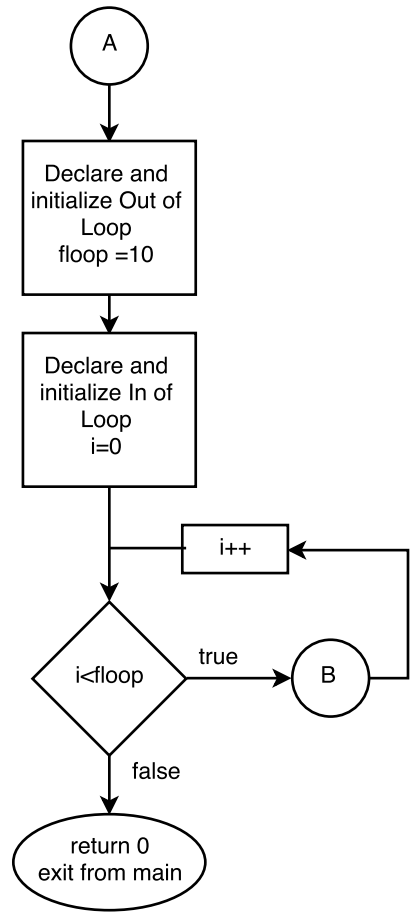 A
Declare and
initialize Out of
Loop
floop =10
Declare and
initialize In of
Loop
i=0
i++
i<floop
true
B
false
return 0
exit from main